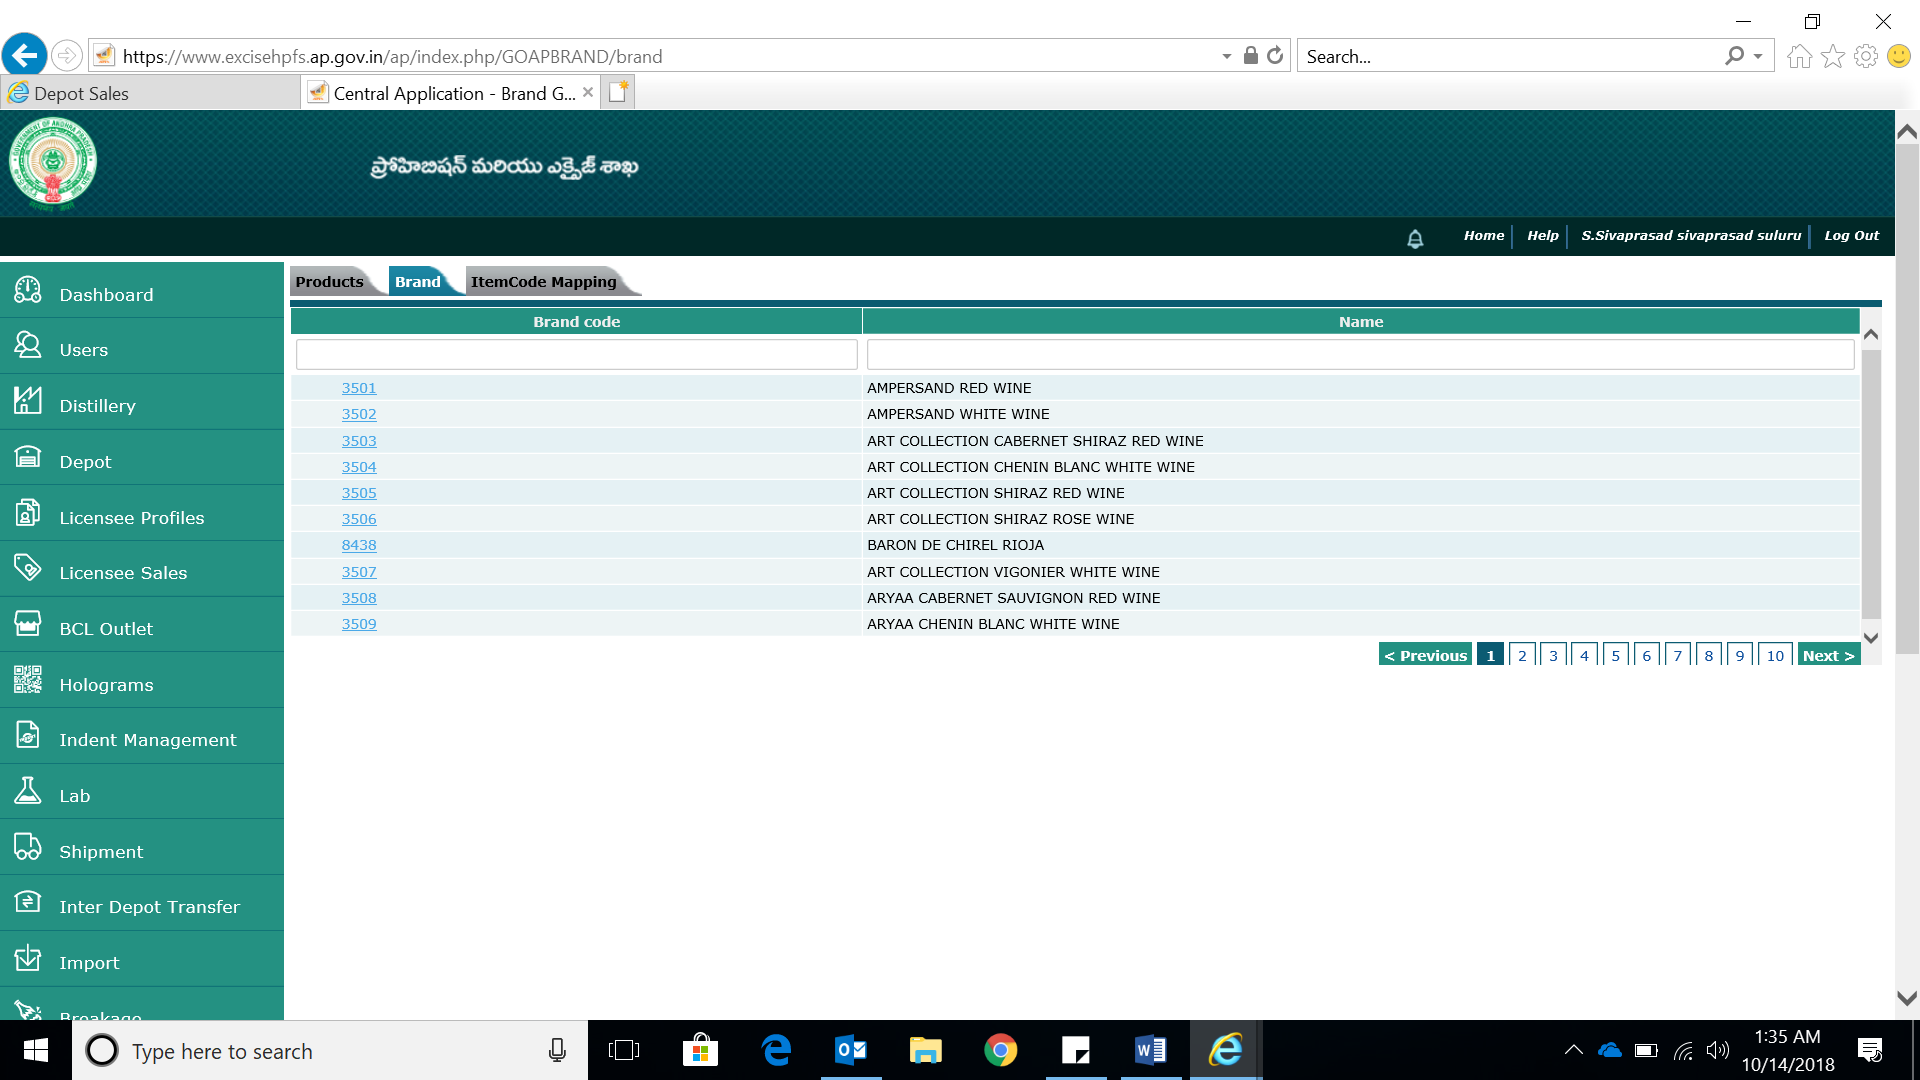 https://www.excisehpfs.ap.gov.in/ap/index.php/GOAPBRAND/brand
Search...
Depot Sales
Central Application - Brand G...
ప్రోహిబిషన్ మరియు ఎక్సైజ్ శాఖ
Home
Help
S.Sivaprasad sivaprasad suluru
Log Out
Dashboard
Users
Distillery
Depot
Licensee Profiles
Licensee Sales
BCL Outlet
Holograms
Indent Management
Lab
Shipment
Inter Depot Transfer
Import
Breakage
Products
Brand
ItemCode Mapping
Brand code Name
3501 AMPERSAND RED WINE
3502 AMPERSAND WHITE WINE
3503 ART COLLECTION CABERNET SHIRAZ RED WINE
3504 ART COLLECTION CHENIN BLANC WHITE WINE
3505 ART COLLECTION SHIRAZ RED WINE
3506 ART COLLECTION SHIRAZ ROSE WINE
8438 BARON DE CHIREL RIOJA
3507 ART COLLECTION VIGONIER WHITE WINE
3508 ARYAA CABERNET SAUVIGNON RED WINE
3509 ARYAA CHENIN BLANC WHITE WINE
< Previous 1 2 3 4 5 6 7 8 9 10 Next >
Type here to search
1:35 AM
10/14/2018